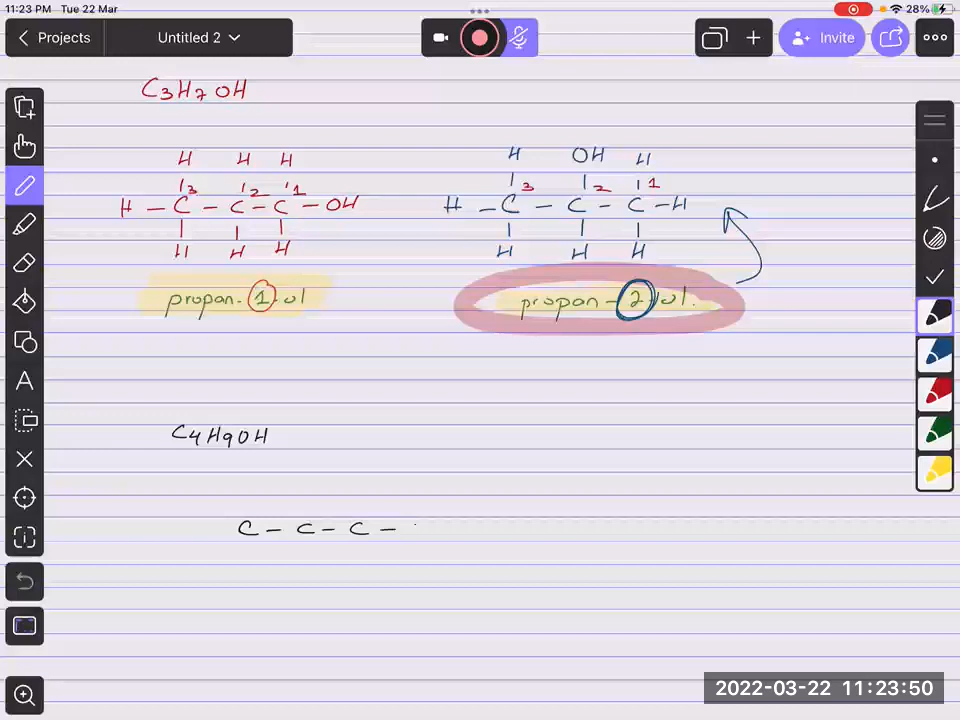 11:23 PM Tue 22 Mar 28%
Projects Untitled 2 Invite
C3H7OH
H H H H OH H
3 2 1 3 2 1
H - C - C - C - OH H - C - C - C - H
H H H H H H
propan-1-ol propan-2-ol.
A
C4H9OH
C - C - C -
2022-03-22 11:23:50